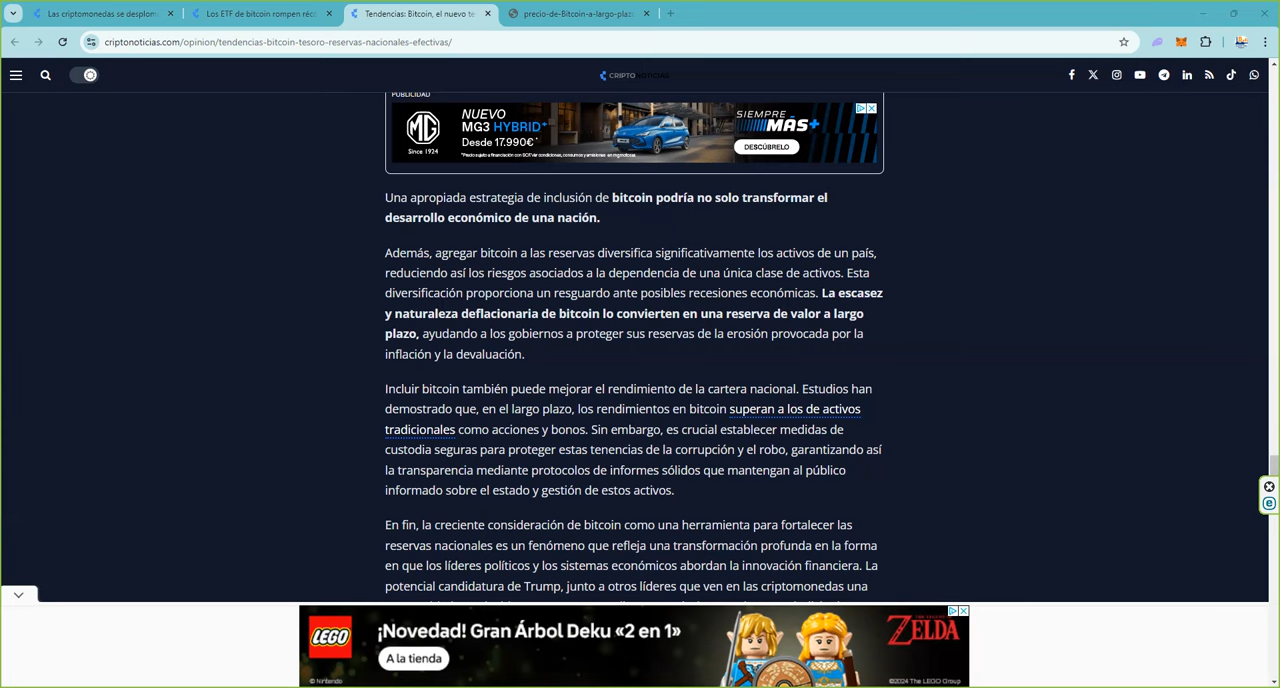 Las criptomonedas se desplom
Los ETF de bitcoin rompen réc
Tendencias: Bitcoin, el nuevo te
precio-de-Bitcoin-a-largo-plaz
criptonoticias.com/opinion/tendencias-bitcoin-tesoro-reservas-nacionales-efectivas/
CRIPTONOTICIAS
PUBLICIDAD
MG
Since 1924
NUEVO
MG3 HYBRID+
Desde 17.990€*
SIEMPRE
MÁS+
DESCÚBRELO
Una apropiada estrategia de inclusión de bitcoin podría no solo transformar el
desarrollo económico de una nación.
Además, agregar bitcoin a las reservas diversifica significativamente los activos de un país,
reduciendo así los riesgos asociados a la dependencia de una única clase de activos. Esta
diversificación proporciona un resguardo ante posibles recesiones económicas. La escasez
y naturaleza deflacionaria de bitcoin lo convierten en una reserva de valor a largo
plazo, ayudando a los gobiernos a proteger sus reservas de la erosión provocada por la
inflación y la devaluación.
Incluir bitcoin también puede mejorar el rendimiento de la cartera nacional. Estudios han
demostrado que, en el largo plazo, los rendimientos en bitcoin superan a los de activos
tradicionales como acciones y bonos. Sin embargo, es crucial establecer medidas de
custodia seguras para proteger estas tenencias de la corrupción y el robo, garantizando así
la transparencia mediante protocolos de informes sólidos que mantengan al público
informado sobre el estado y gestión de estos activos.
En fin, la creciente consideración de bitcoin como una herramienta para fortalecer las
reservas nacionales es un fenómeno que refleja una transformación profunda en la forma
en que los líderes políticos y los sistemas económicos abordan la innovación financiera. La
potencial candidatura de Trump, junto a otros líderes que ven en las criptomonedas una
LEGO
¡Novedad! Gran Árbol Deku «2 en 1»
A la tienda
© Nintendo
ZELDA
©2024 The LEGO Group